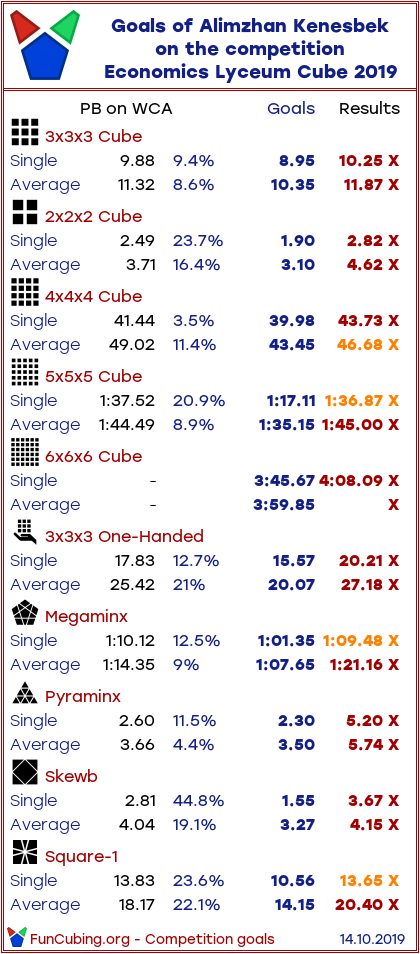 Goals of Alimzhan Kenesbek
on the competition
Economics Lyceum Cube 2019
PB on WCA Goals Results
3x3x3 Cube
Single 9.88 9.4% 8.95 10.25 X
Average 11.32 8.6% 10.35 11.87 X
2x2x2 Cube
Single 2.49 23.7% 1.90 2.82 X
Average 3.71 16.4% 3.10 4.62 X
4x4x4 Cube
Single 41.44 3.5% 39.98 43.73 X
Average 49.02 11.4% 43.45 46.68 X
5x5x5 Cube
Single 1:37.52 20.9% 1:17.11 1:36.87 X
Average 1:44.49 8.9% 1:35.15 1:45.00 X
6x6x6 Cube
Single - 3:45.67 4:08.09 X
Average - 3:59.85 X
3x3x3 One-Handed
Single 17.83 12.7% 15.57 20.21 X
Average 25.42 21% 20.07 27.18 X
Megaminx
Single 1:10.12 12.5% 1:01.35 1:09.48 X
Average 1:14.35 9% 1:07.65 1:21.16 X
Pyraminx
Single 2.60 11.5% 2.30 5.20 X
Average 3.66 4.4% 3.50 5.74 X
Skewb
Single 2.81 44.8% 1.55 3.67 X
Average 4.04 19.1% 3.27 4.15 X
Square-1
Single 13.83 23.6% 10.56 13.65 X
Average 18.17 22.1% 14.15 20.40 X
FunCubing.org - Competition goals 14.10.2019